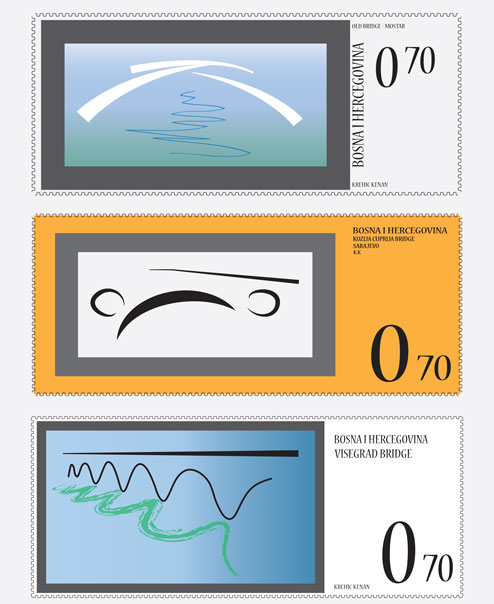 OLD BRIDGE - MOSTAR
0 70
BOSNA I HERCEGOVINA
KREHIC KENAN
BOSNA I HERCEGOVINA
KOZIJA CUPRIJA BRIDGE
SARAJEVO
K.K
0 70
BOSNA I HERCEGOVINA
VISEGRAD BRIDGE
0 70
KREHIC KENAN